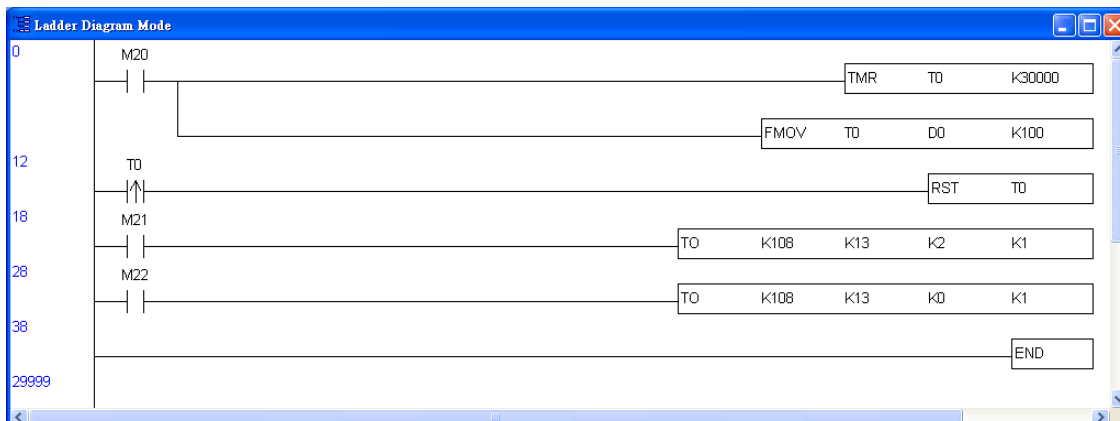 Ladder Diagram Mode
0
M20
TMR T0 K30000
FMOV T0 D0 K100
12
T0
RST T0
18
M21
TO K108 K13 K2 K1
28
M22
TO K108 K13 K0 K1
38
END
29999